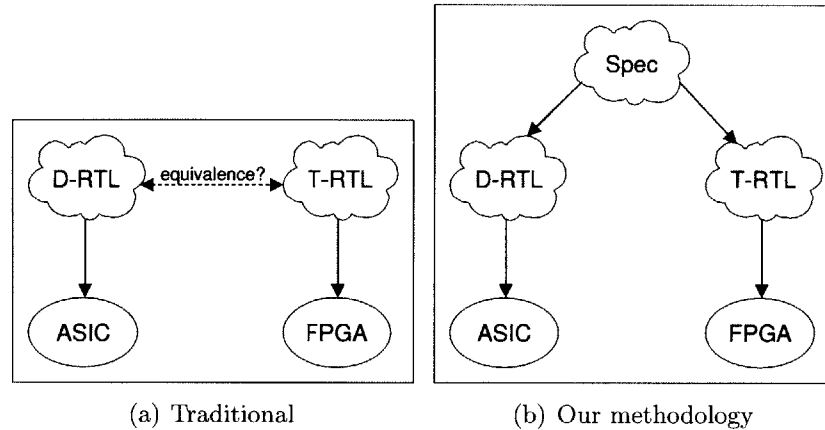 Spec
D-RTL equivalence? T-RTL
D-RTL T-RTL
ASIC FPGA
ASIC FPGA
(a) Traditional
(b) Our methodology